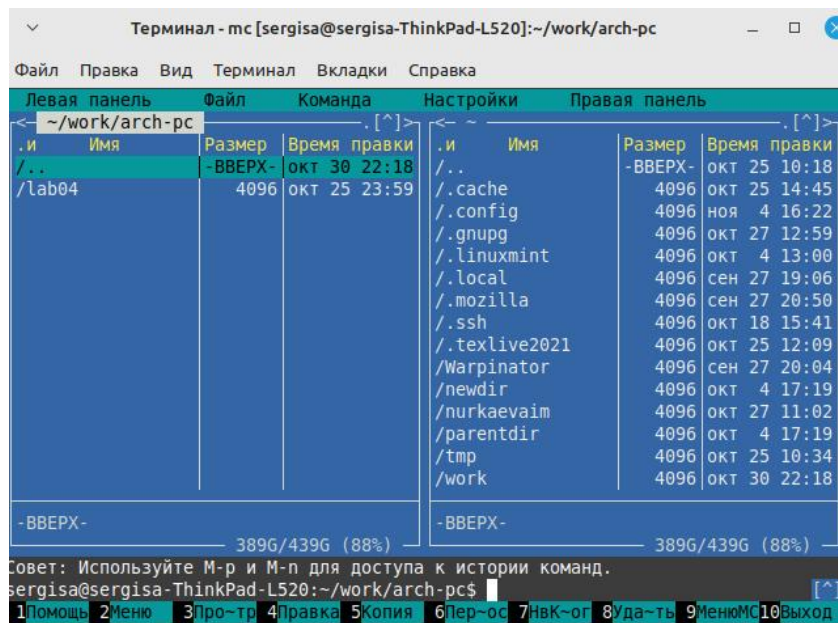 Терминал - mc [sergisa@sergisa-ThinkPad-L520]:~/work/arch-pc
Файл Правка Вид Терминал Вкладки Справка
Левая панель Файл Команда Настройки Правая панель
<- ~/work/arch-pc .[^]> <- ~ .[^]>
.и Имя Размер Время правки .и Имя Размер Время правки
/.. -ВВЕРХ- окт 30 22:18 /.. -ВВЕРХ- окт 25 10:18
/lab04 4096 окт 25 23:59 /.cache 4096 окт 25 14:45
/.config 4096 ноя 4 16:22
/.gnupg 4096 окт 27 12:59
/.linuxmint 4096 окт 4 13:00
/.local 4096 сен 27 19:06
/.mozilla 4096 сен 27 20:50
/.ssh 4096 окт 18 15:41
/.texlive2021 4096 окт 25 12:09
/Warpinator 4096 сен 27 20:04
/newdir 4096 окт 4 17:19
/nurkaevaim 4096 окт 27 11:02
/parentdir 4096 окт 4 17:19
/tmp 4096 окт 25 10:34
/work 4096 окт 30 22:18
-ВВЕРХ- -ВВЕРХ-
389G/439G (88%) 389G/439G (88%)
Совет: Используйте M-p и M-n для доступа к истории команд.
sergisa@sergisa-ThinkPad-L520:~/work/arch-pc$ [^]
1Помощь 2Меню 3Про~тр 4Правка 5Копия 6Пер~ос 7НвК~ог 8Уда~ть 9МенюMC 10Выход